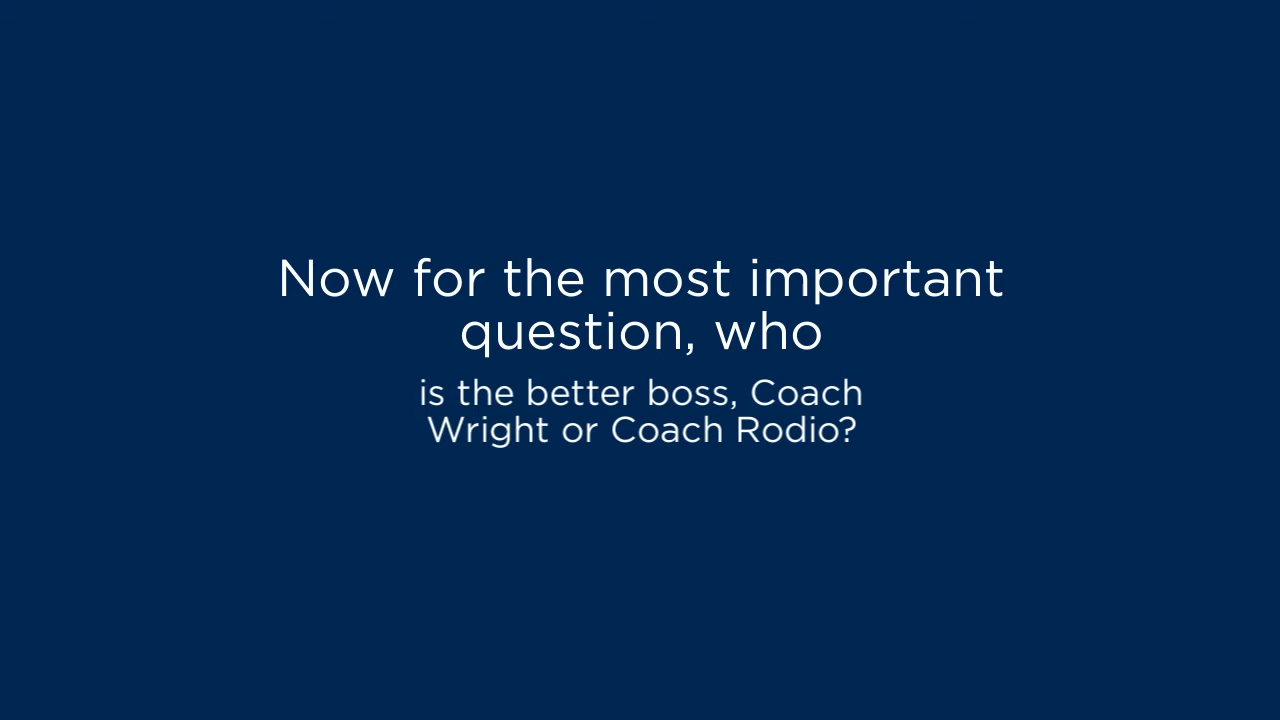 Now for the most important
question, who
is the better boss, Coach
Wright or Coach Rodio?